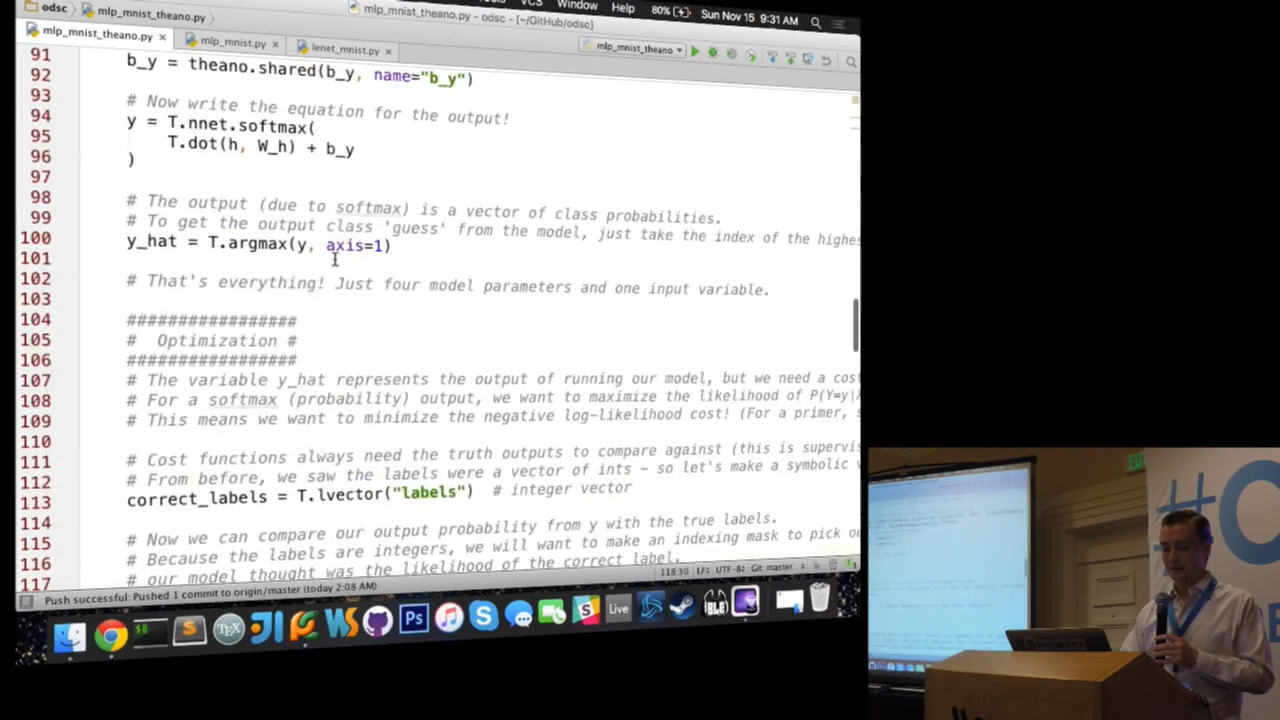 Window Help 80% Sun Nov 15 9:31 AM
odsc mlp_mnist_theano.py
mlp_mnist_theano.py - odsc - [~/GitHub/odsc]
mlp_mnist_theano.py mlp_mnist.py lenet_mnist.py mlp_mnist_theano
91 b_y = theano.shared(b_y, name="b_y")
92
93 # Now write the equation for the output!
94 y = T.nnet.softmax(
95 T.dot(h, W_h) + b_y
96 )
97
98 # The output (due to softmax) is a vector of class probabilities.
99 # To get the output class 'guess' from the model, just take the index of the highes
100 y_hat = T.argmax(y, axis=1)
101
102 # That's everything! Just four model parameters and one input variable.
103
104 #################
105 # Optimization #
106 #################
107 # The variable y_hat represents the output of running our model, but we need a cost
108 # For a softmax (probability) output, we want to maximize the likelihood of P(Y=y|
109 # This means we want to minimize the negative log-likelihood cost! (For a primer, s
110
111 # Cost functions always need the truth outputs to compare against (this is supervis
112 # From before, we saw the labels were a vector of ints - so let's make a symbolic v
113 correct_labels = T.lvector("labels") # integer vector
114
115 # Now we can compare our output probability from y with the true labels.
116 # Because the labels are integers, we will want to make an indexing mask to pick ou
117 # our model thought was the likelihood of the correct label.
Push successful: Pushed 1 commit to origin/master (today 2:08 AM) 118:30 LF: UTF-8: Git: master
TEX Ps Live BLE
#O